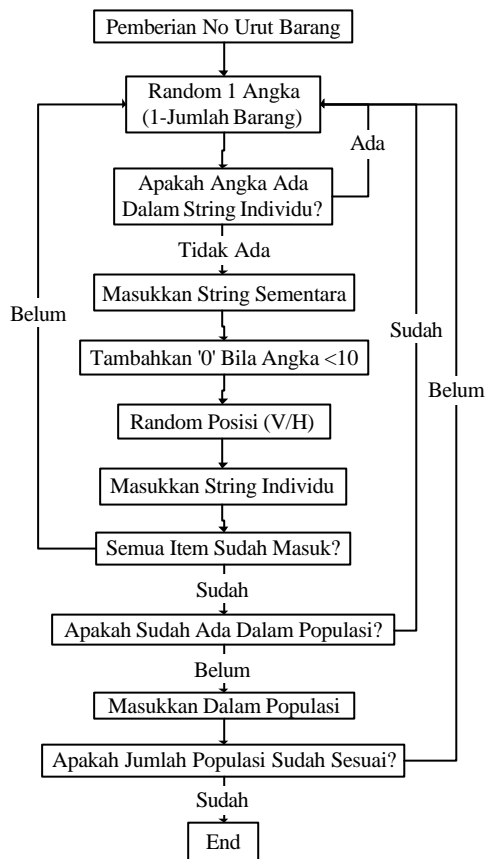 Pemberian No Urut Barang
Random 1 Angka
(1-Jumlah Barang)
Ada
Apakah Angka Ada
Dalam String Individu?
Tidak Ada
Masukkan String Sementara
Belum
Sudah
Tambahkan '0' Bila Angka <10
Belum
Random Posisi (V/H)
Masukkan String Individu
Semua Item Sudah Masuk?
Sudah
Apakah Sudah Ada Dalam Populasi?
Belum
Masukkan Dalam Populasi
Apakah Jumlah Populasi Sudah Sesuai?
Sudah
End